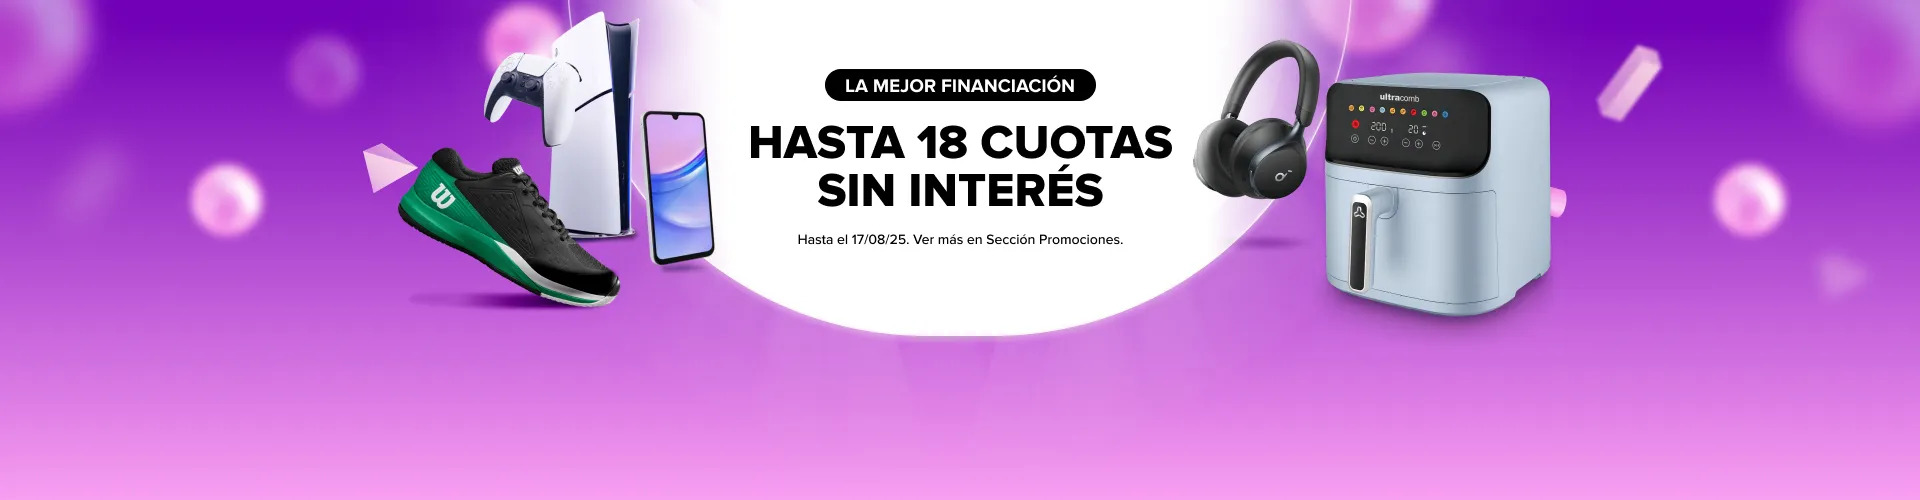 LA MEJOR FINANCIACIÓN
HASTA 18 CUOTAS
SIN INTERÉS
Hasta el 17/08/25. Ver más en Sección Promociones.
W
ultracomb
200
20